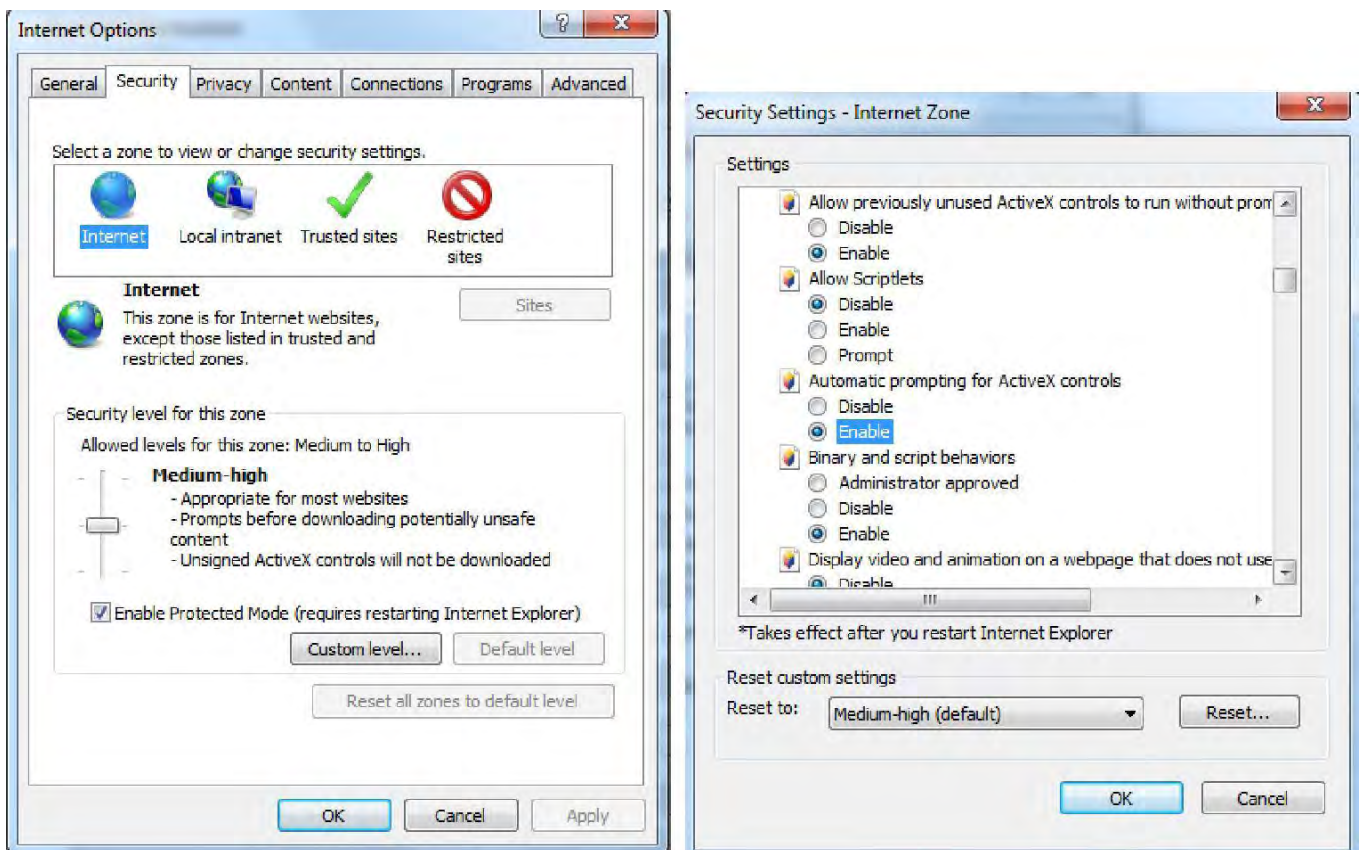 Internet Options
General Security Privacy Content Connections Programs Advanced
Select a zone to view or change security settings.
Internet Local intranet Trusted sites Restricted
sites
Internet
Sites
This zone is for Internet websites,
except those listed in trusted and
restricted zones.
Security level for this zone
Allowed levels for this zone: Medium to High
Medium-high
- Appropriate for most websites
- Prompts before downloading potentially unsafe
content
- Unsigned ActiveX controls will not be downloaded
Enable Protected Mode (requires restarting Internet Explorer)
Custom level... Default level
Reset all zones to default level
OK Cancel Apply
Security Settings - Internet Zone
Settings
Allow previously unused ActiveX controls to run without prom
Disable
Enable
Allow Scriptlets
Disable
Enable
Prompt
Automatic prompting for ActiveX controls
Disable
Enable
Binary and script behaviors
Administrator approved
Disable
Enable
Display video and animation on a webpage that does not use
Disable
*Takes effect after you restart Internet Explorer
Reset custom settings
Reset to: Medium-high (default) Reset...
OK Cancel